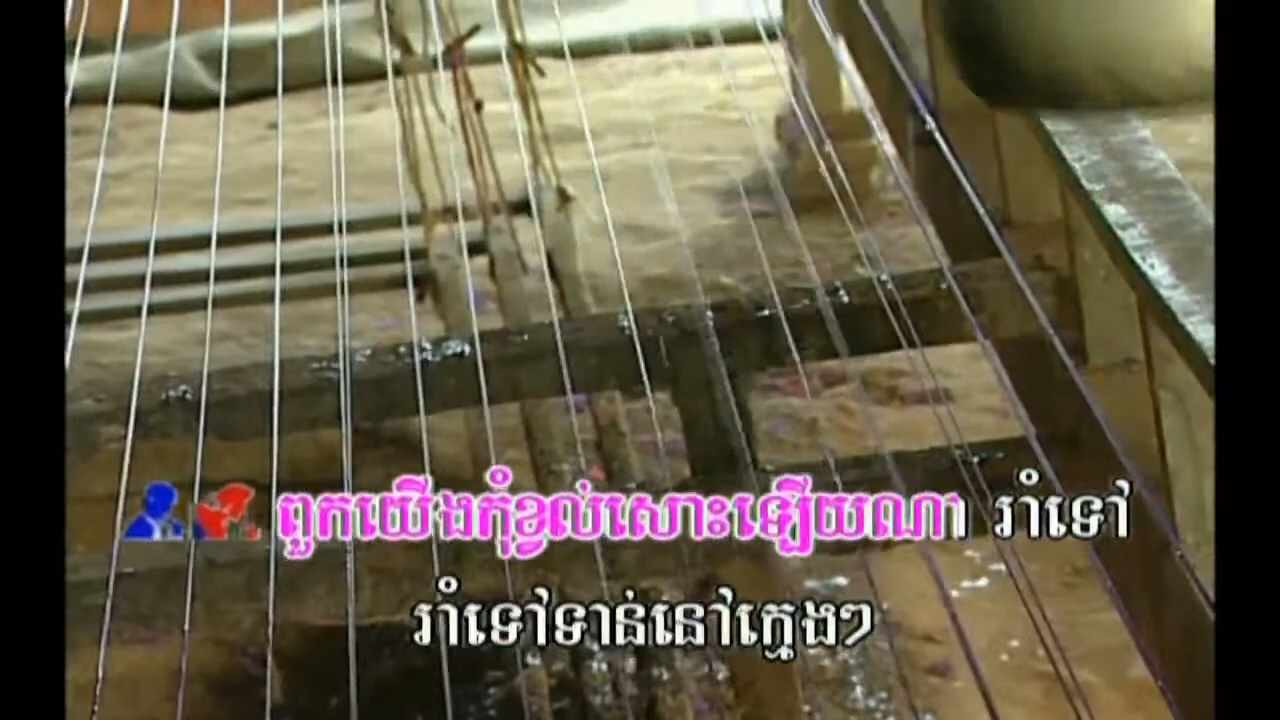 ពួកយើងកុំខ្វល់សោះឡើយណា រាំទៅ
រាំទៅទាន់នៅក្មេងៗ